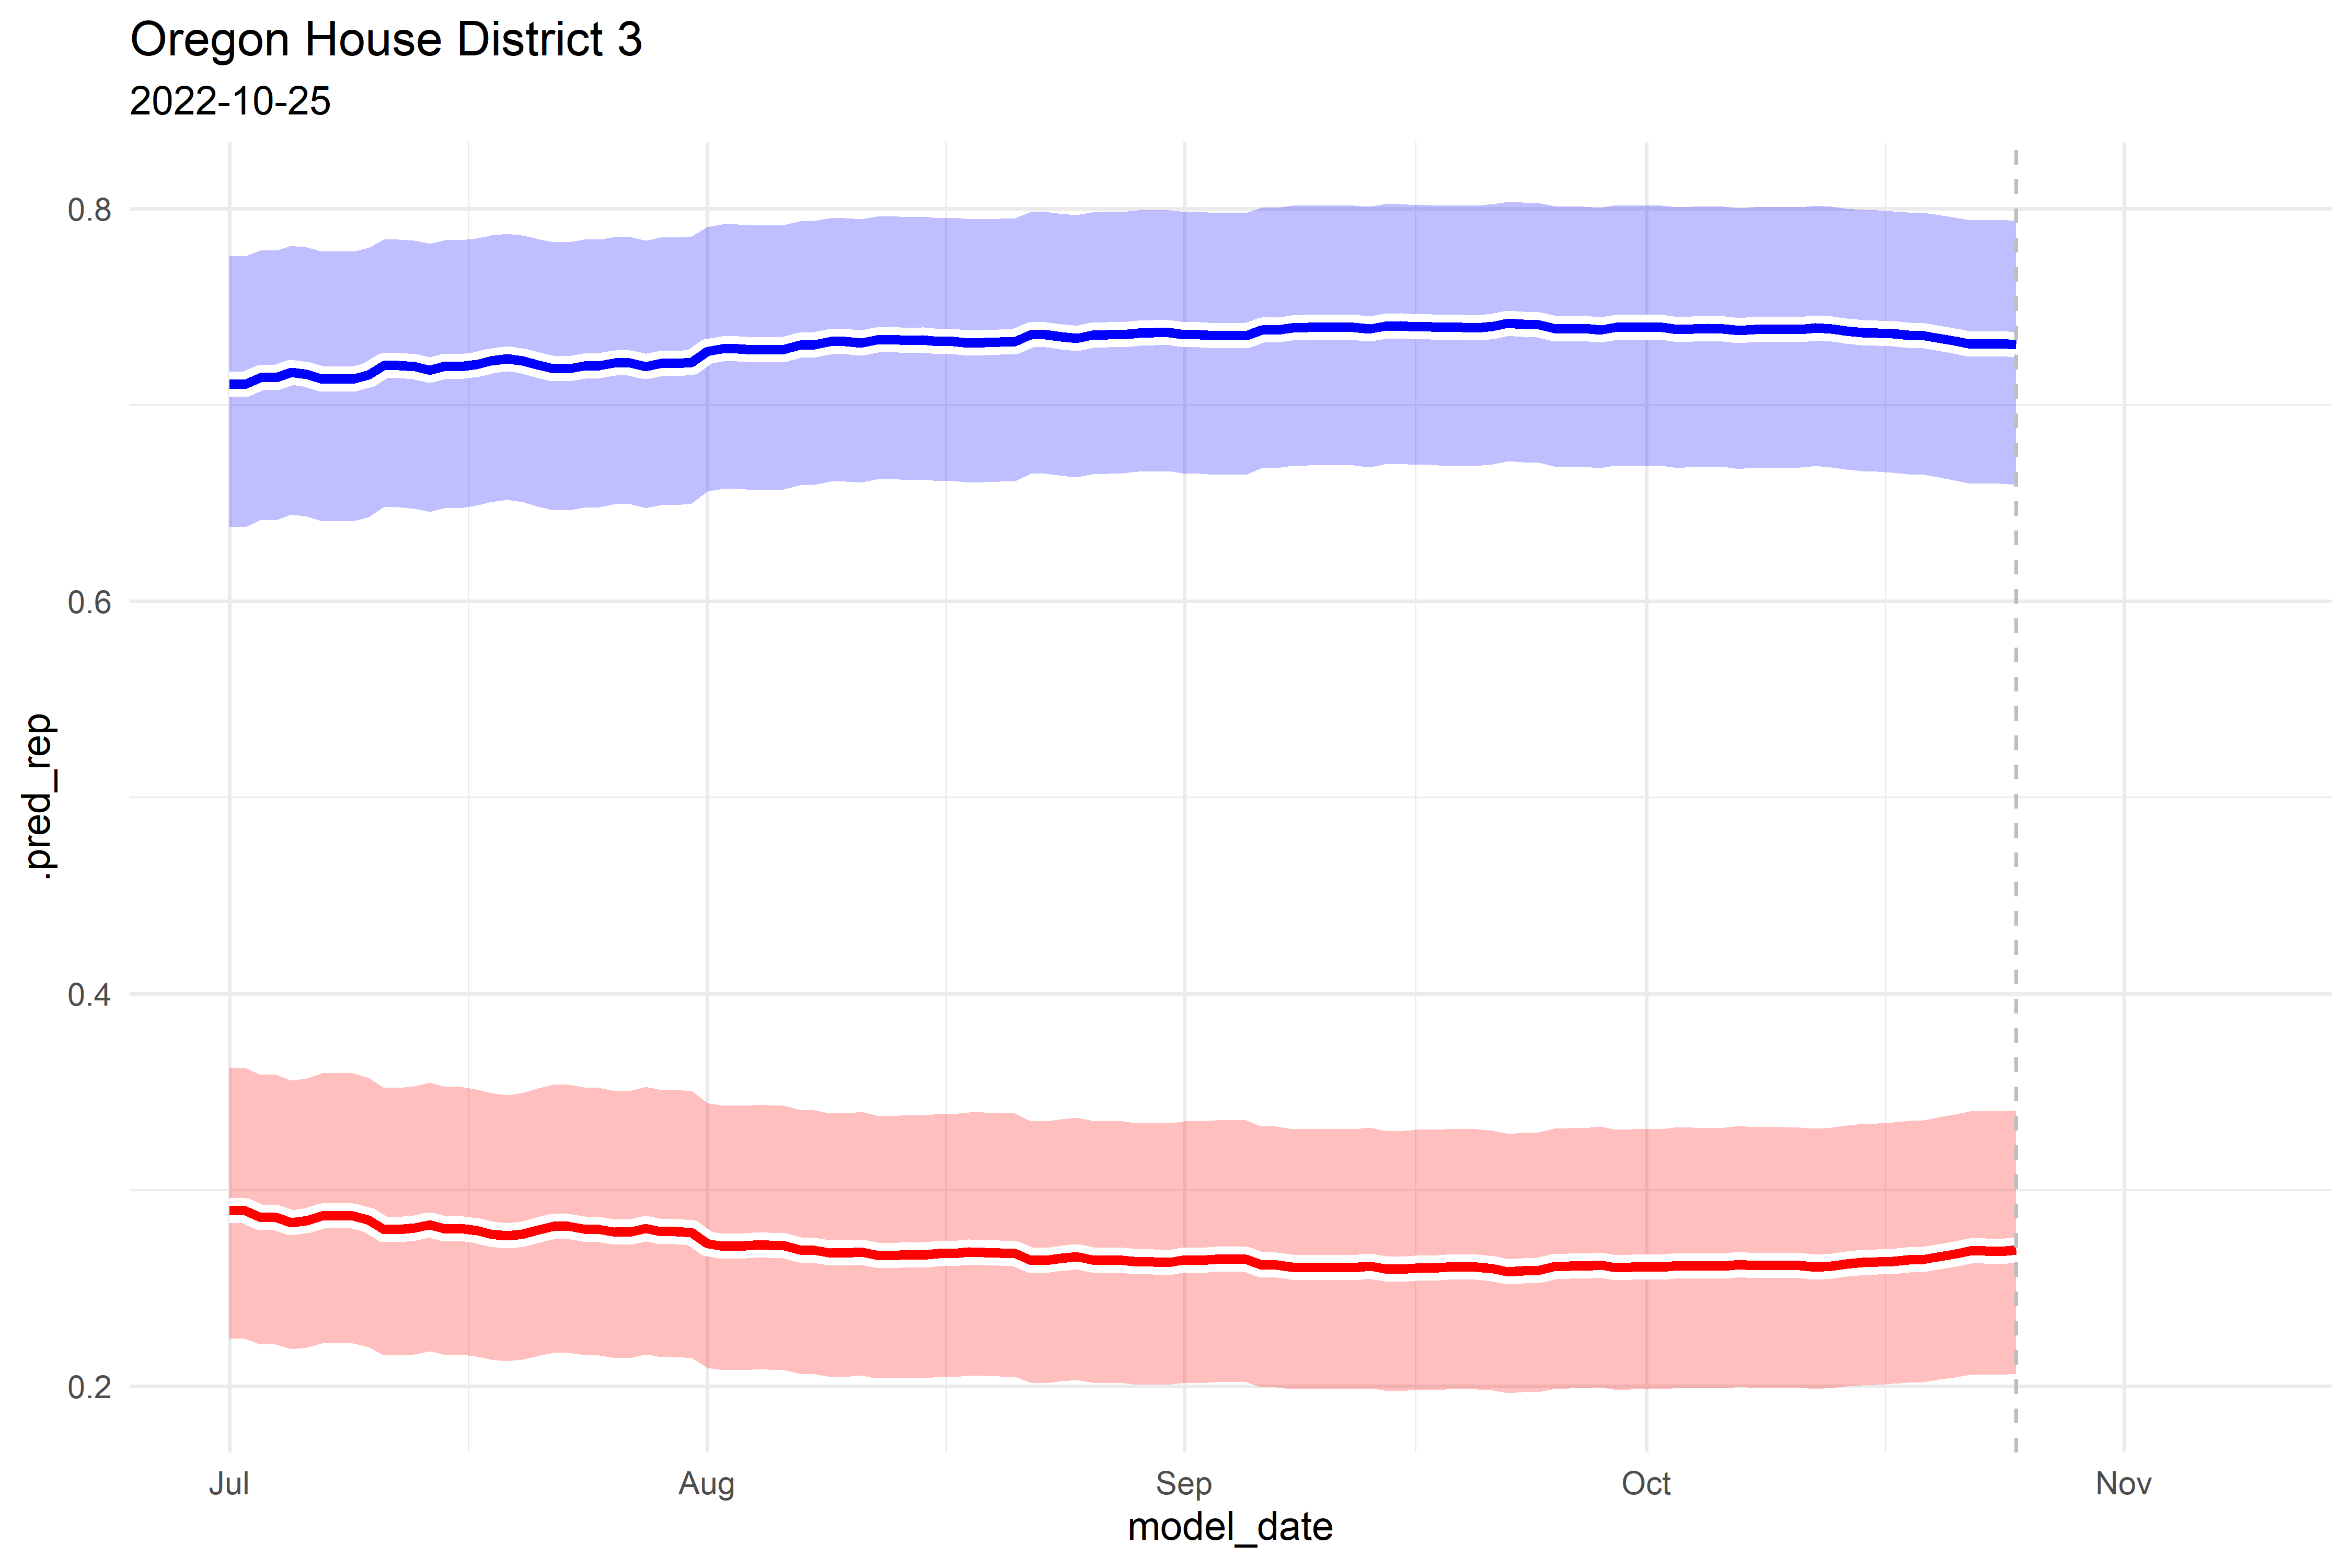 Oregon House District 3
2022-10-25
0.8
0.6
0.4
0.2
.pred_rep
Jul Aug Sep Oct Nov
model_date